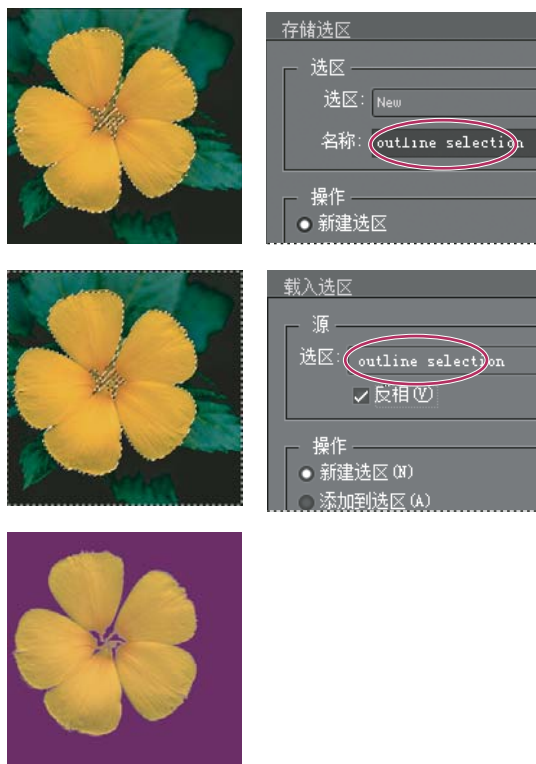 存储选区
选区
选区: New
名称: outline selection
操作
新建选区
载入选区
源
选区: outline selection
反相(V)
操作
新建选区(N)
添加到选区(A)